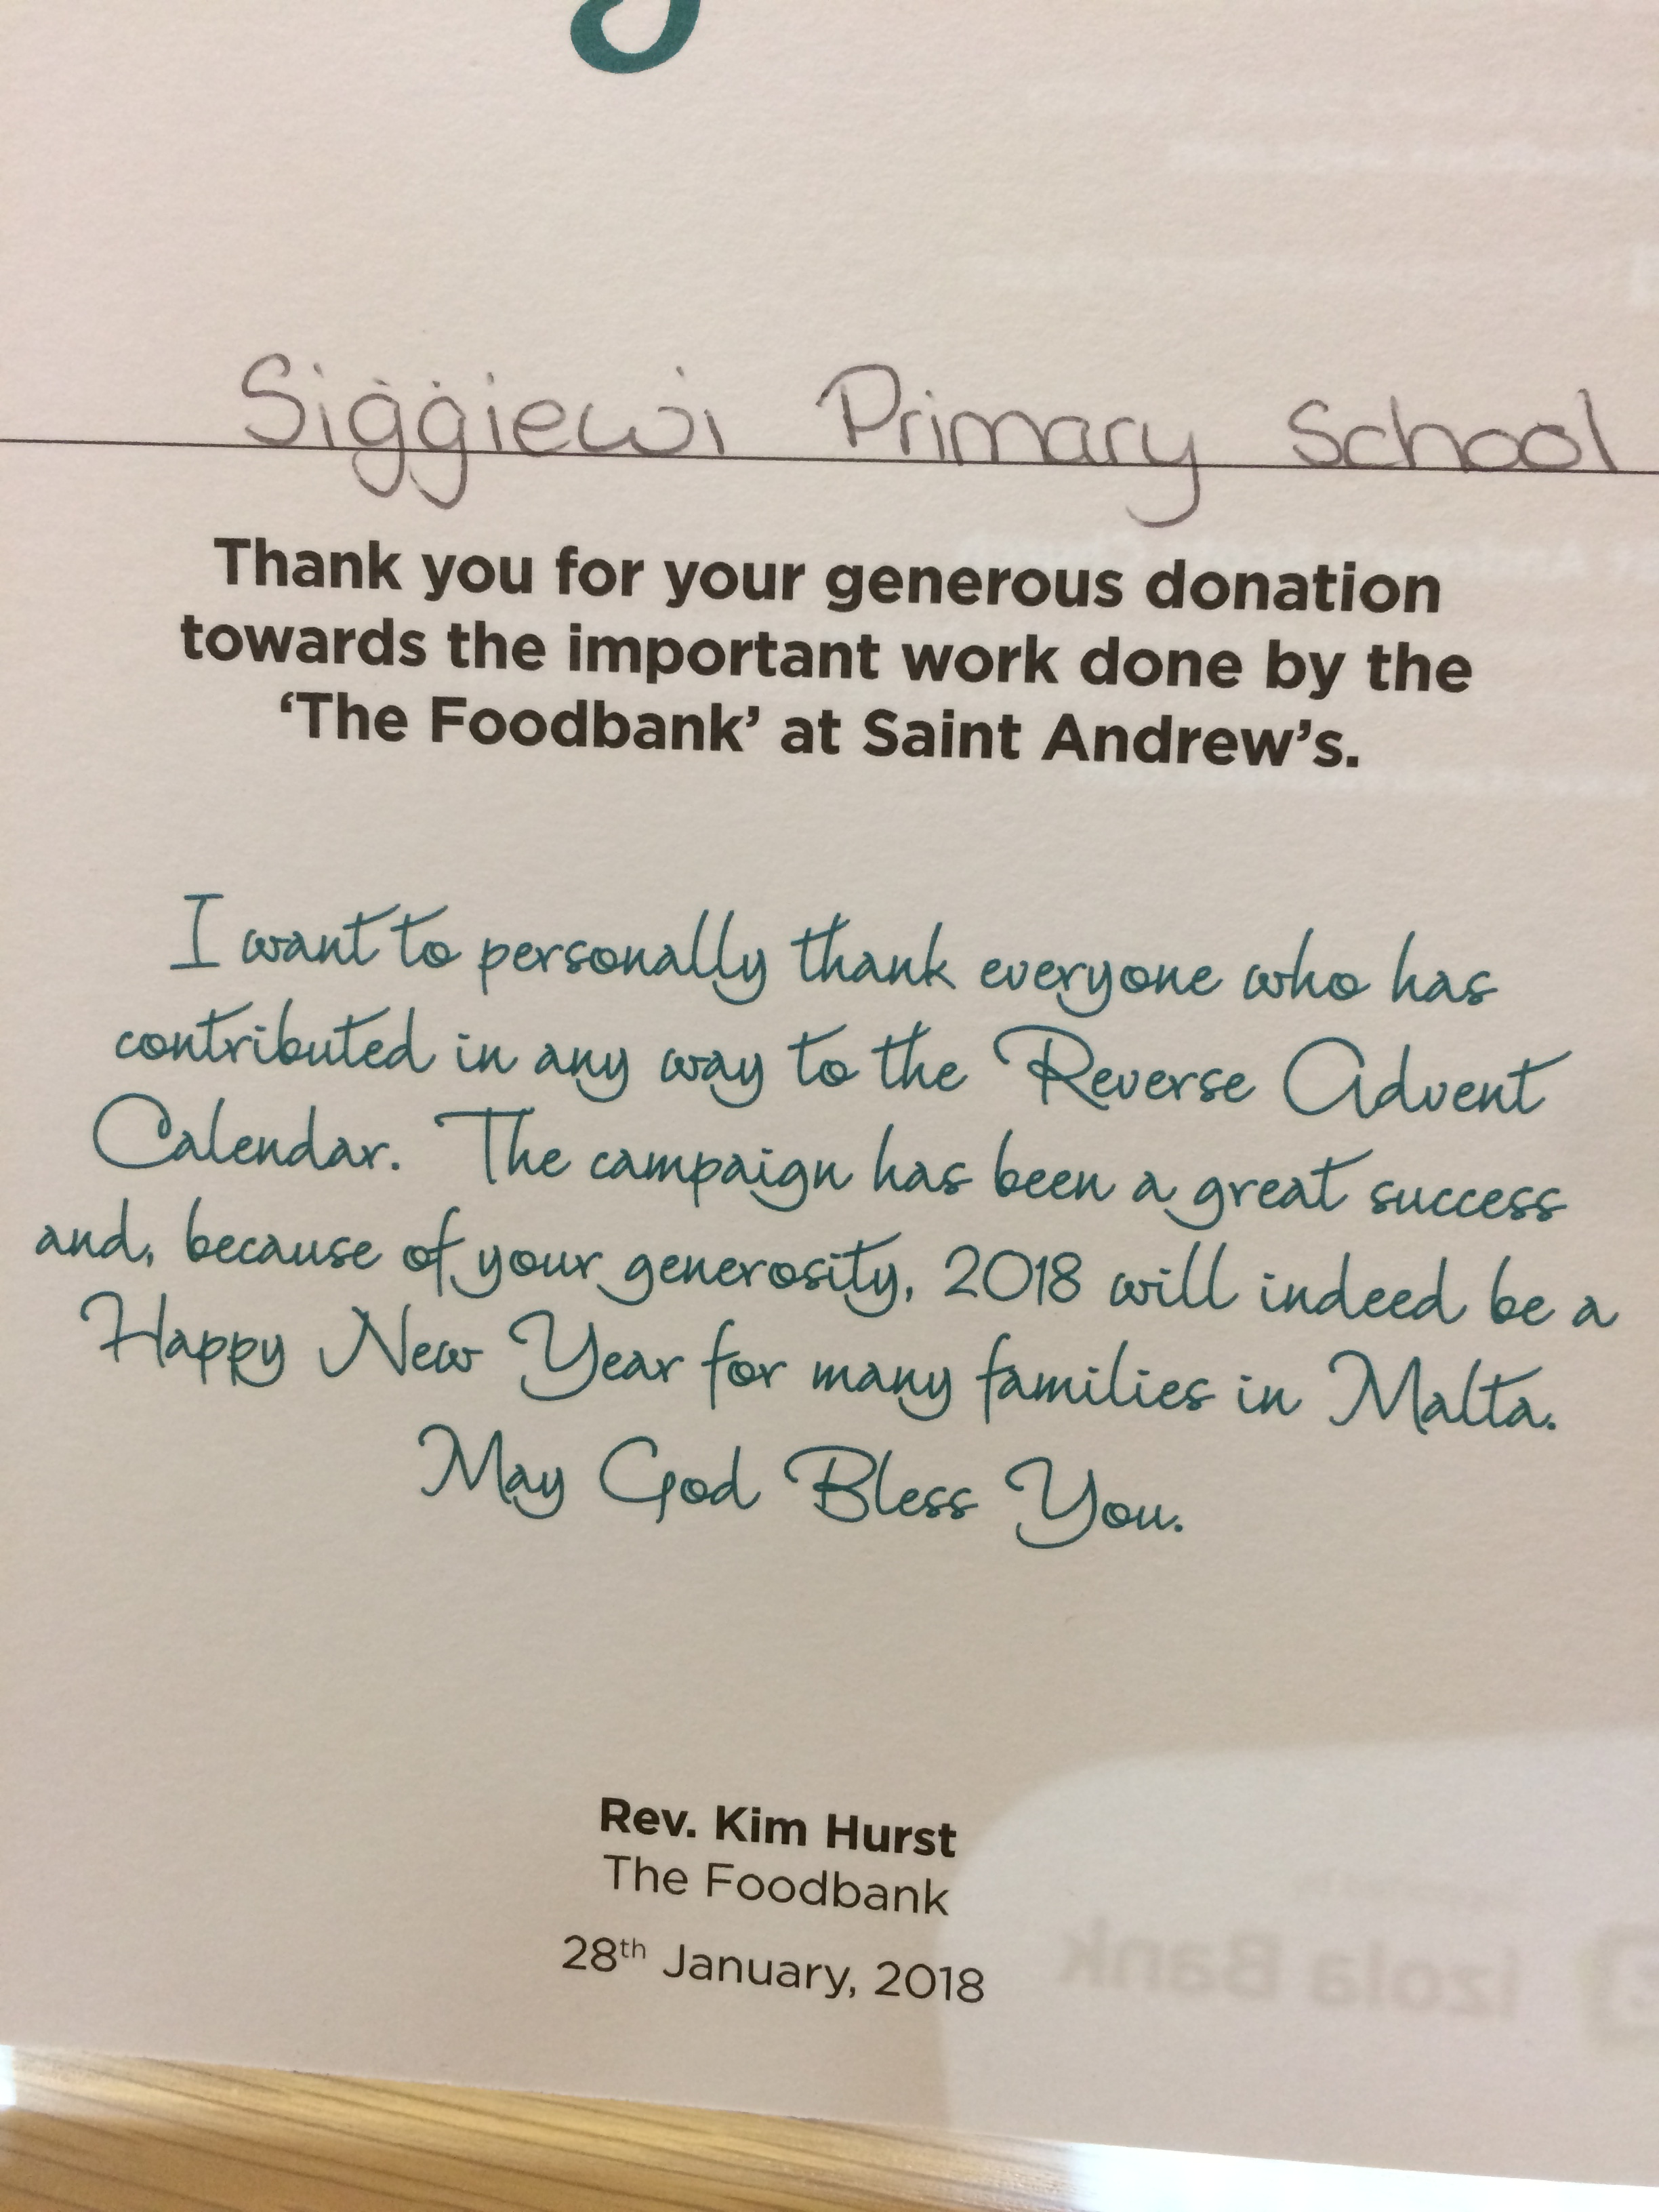 Siġġiewi Primary School
Thank you for your generous donation
towards the important work done by the
‘The Foodbank’ at Saint Andrew’s.
I want to personally thank everyone who has
contributed in any way to the Reverse Advent
Calendar. The campaign has been a great success
and, because of your generosity, 2018 will indeed be a
Happy New Year for many families in Malta.
May God Bless You.
Rev. Kim Hurst
The Foodbank
28th January, 2018
Izola Bank